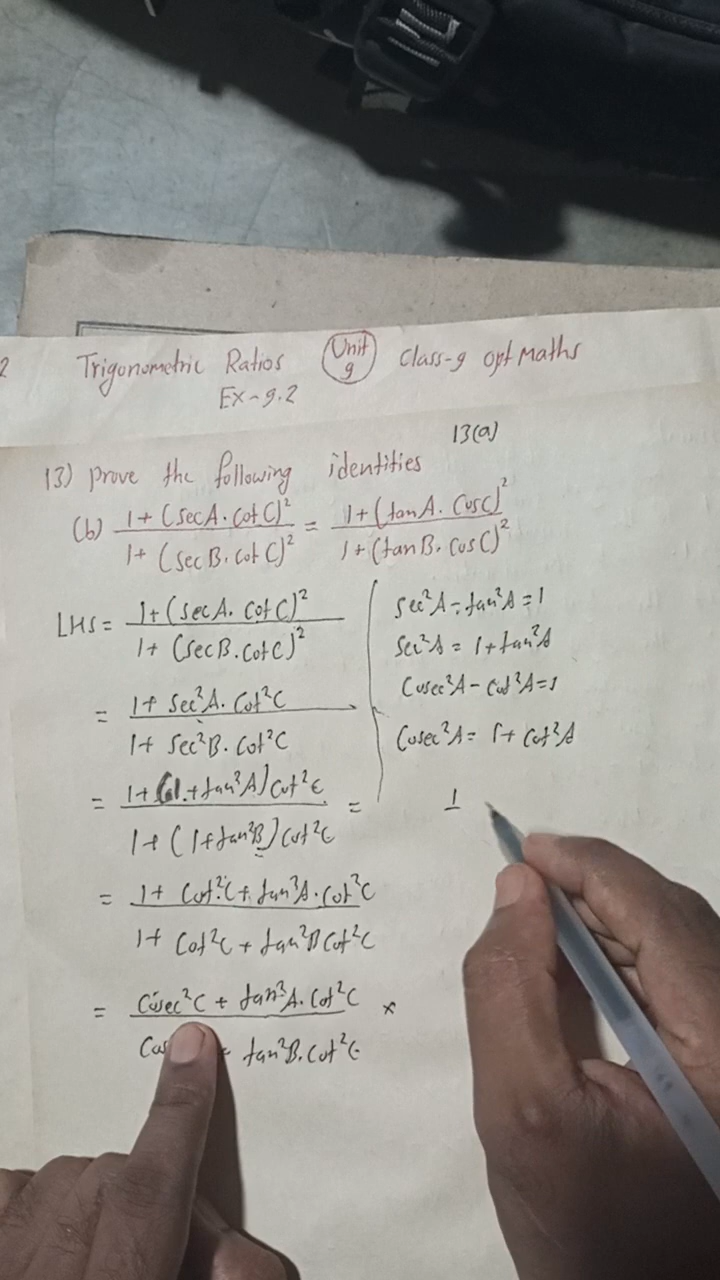 2 Trigonometric Ratios Unit 9 Class-9 opt Maths
Ex-9.2
13(a)
13) prove the following identities
(b) 1+(secA.cotC)² / 1+(secB.cotC)² = 1+(tanA.CosC)² / 1+(tanB.CosC)²
LHS = 1+(secA.cotC)² / 1+(secB.cotC)²
= 1+sec²A.cot²C / 1+sec²B.cot²C
= 1+(1+tan²A)cot²C / 1+(1+tan²B)cot²C =
= 1+cot²C+tan²A.cot²C / 1+cot²C+tan²Bcot²C
= Cosec²C+tan²A.cot²C / tan²B.cot²C ×
sec²A-tan²A=1
sec²A=1+tan²A
Cosec²A-cot²A=1
Cosec²A=1+cot²A
1